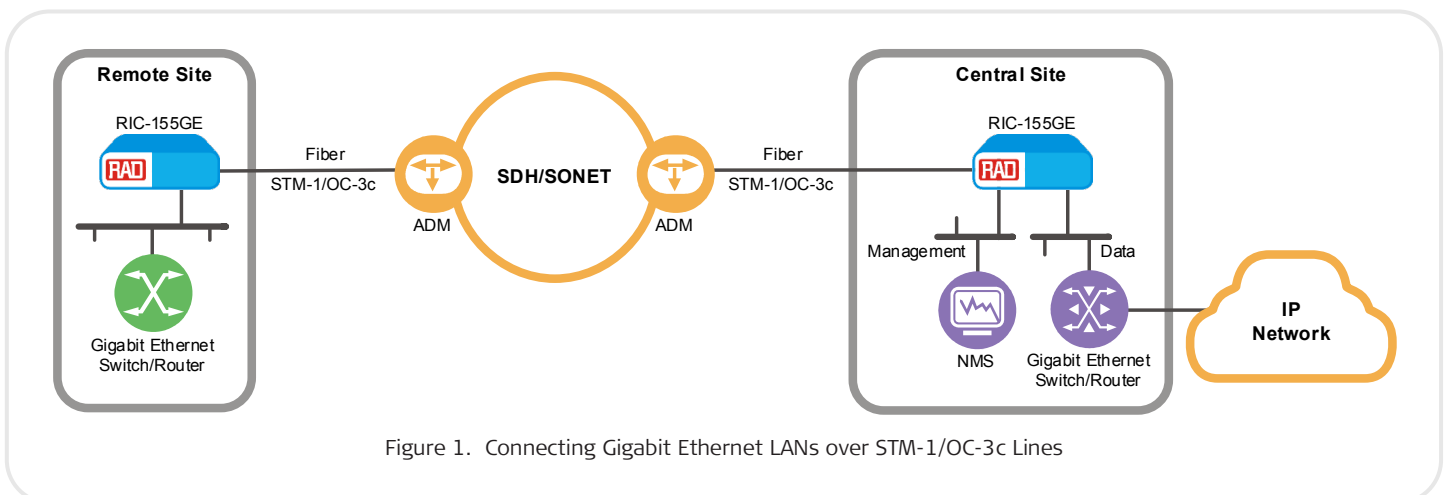 Remote Site
RIC-155GE
RAD
Gigabit Ethernet
Switch/Router
Fiber
STM-1/OC-3c
ADM
SDH/SONET
ADM
Fiber
STM-1/OC-3c
Central Site
RIC-155GE
RAD
Management
Data
NMS
Gigabit Ethernet
Switch/Router
IP
Network
Figure 1. Connecting Gigabit Ethernet LANs over STM-1/OC-3c Lines